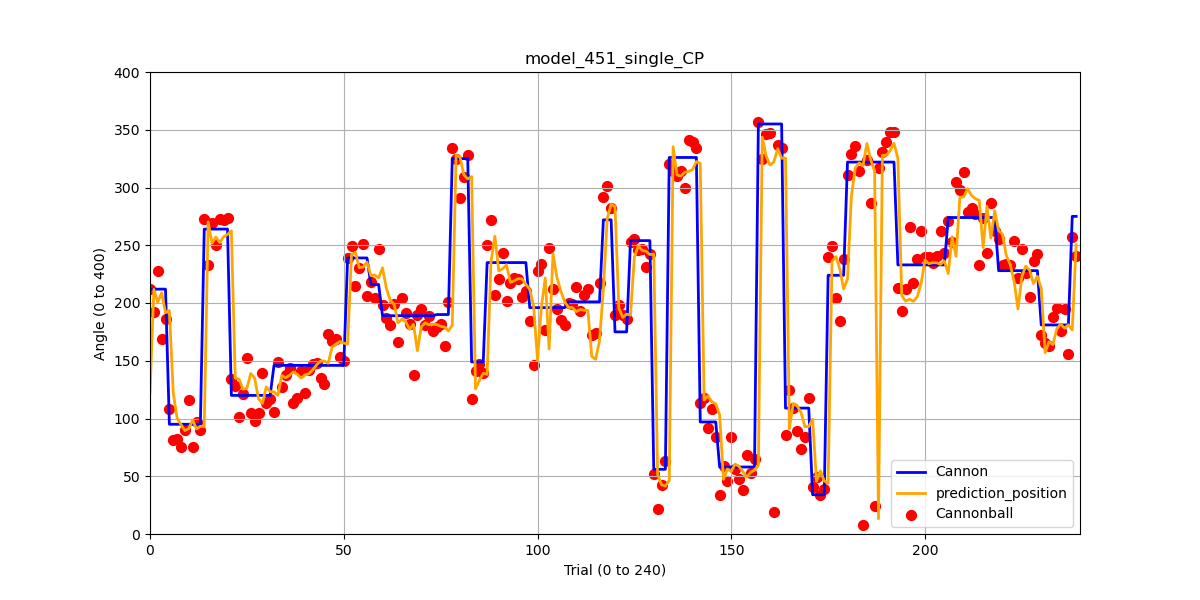 model_451_single_CP
400
350
300
250
200
150
100
50
0
Angle (0 to 400)
0 50 100 150 200
Trial (0 to 240)
Cannon
prediction_position
Cannonball